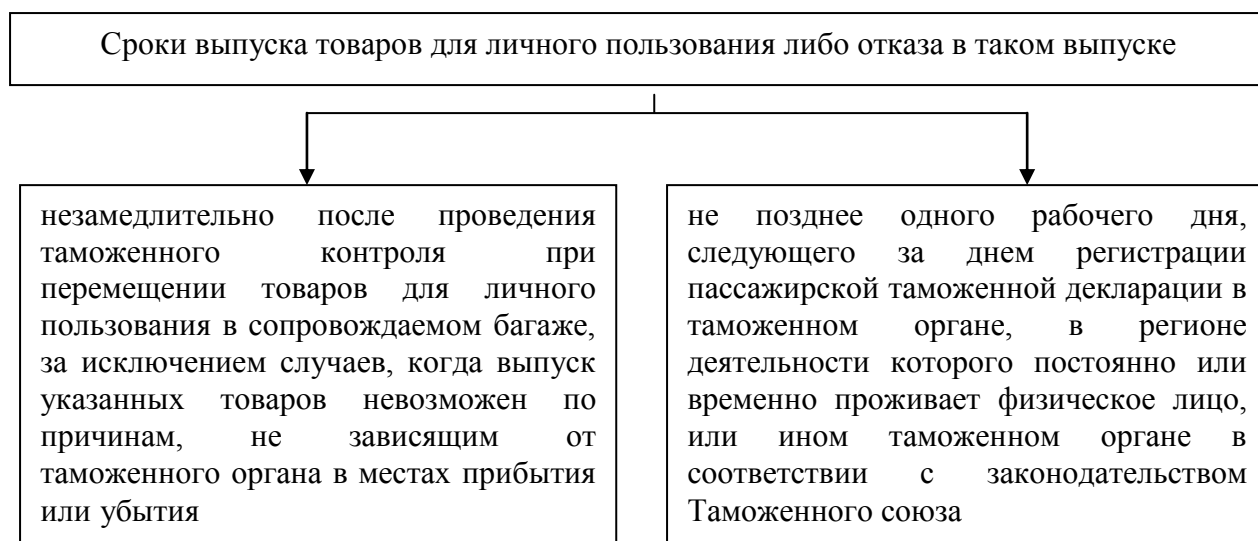 Сроки выпуска товаров для личного пользования либо отказа в таком выпуске
незамедлительно после проведения
таможенного контроля при
перемещении товаров для личного
пользования в сопровождаемом багаже,
за исключением случаев, когда выпуск
указанных товаров невозможен по
причинам, не зависящим от
таможенного органа в местах прибытия
или убытия
не позднее одного рабочего дня,
следующего за днем регистрации
пассажирской таможенной декларации в
таможенном органе, в регионе
деятельности которого постоянно или
временно проживает физическое лицо,
или ином таможенном органе в
соответствии с законодательством
Таможенного союза